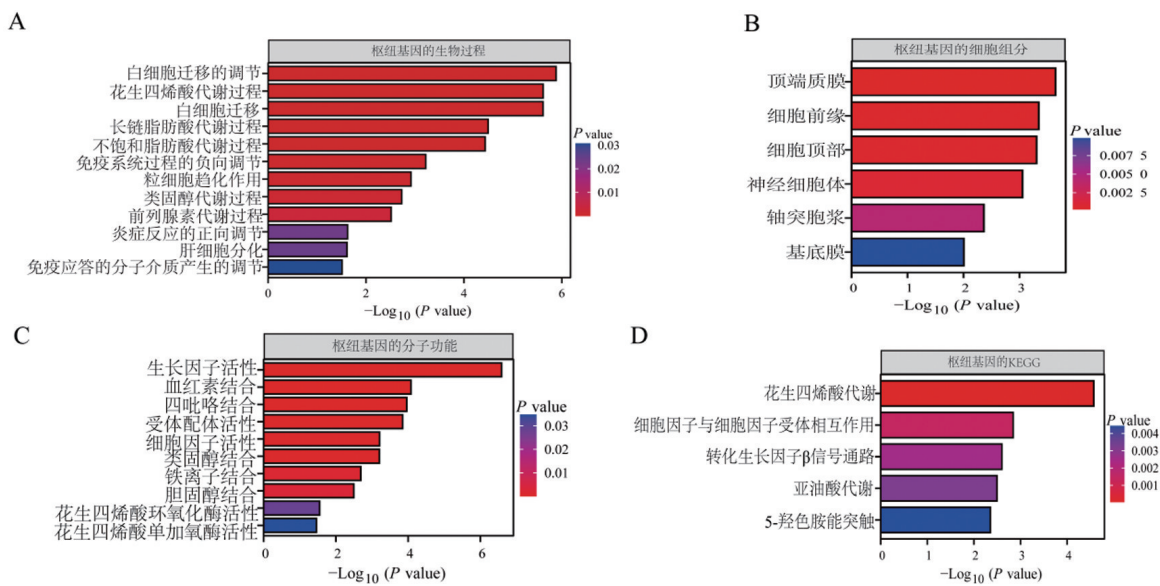 A
枢纽基因的生物过程
白细胞迁移的调节
花生四烯酸代谢过程
白细胞迁移
长链脂肪酸代谢过程
不饱和脂肪酸代谢过程
免疫系统过程的负向调节
粒细胞趋化作用
类固醇代谢过程
前列腺素代谢过程
炎症反应的正向调节
肝细胞分化
免疫应答的分子介质产生的调节
0 2 4 6
−Log10 (P value)
P value
0.03
0.02
0.01
B
枢纽基因的细胞组分
顶端质膜
细胞前缘
细胞顶部
神经细胞体
轴突胞浆
基底膜
0 1 2 3
−Log10 (P value)
P value
0.007 5
0.005 0
0.002 5
C
枢纽基因的分子功能
生长因子活性
血红素结合
四吡咯结合
受体配体活性
细胞因子活性
类固醇结合
铁离子结合
胆固醇结合
花生四烯酸环氧化酶活性
花生四烯酸单加氧酶活性
0 2 4 6
−Log10 (P value)
P value
0.03
0.02
0.01
D
枢纽基因的KEGG
花生四烯酸代谢
细胞因子与细胞因子受体相互作用
转化生长因子β信号通路
亚油酸代谢
5-羟色胺能突触
0 1 2 3 4
−Log10 (P value)
P value
0.004
0.003
0.002
0.001